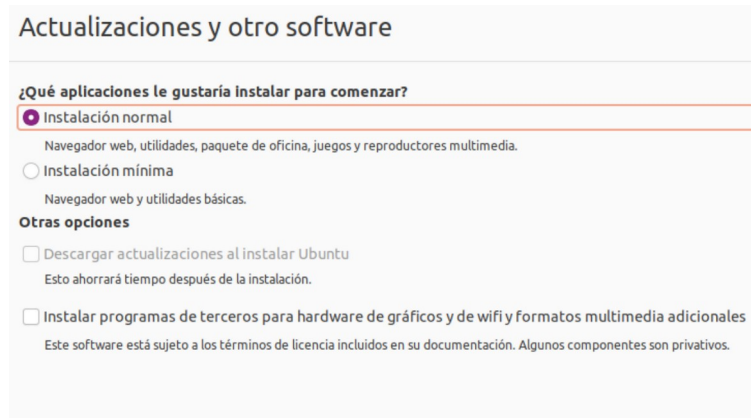 Actualizaciones y otro software
¿Qué aplicaciones le gustaría instalar para comenzar?
Instalación normal
Navegador web, utilidades, paquete de oficina, juegos y reproductores multimedia.
Instalación mínima
Navegador web y utilidades básicas.
Otras opciones
Descargar actualizaciones al instalar Ubuntu
Esto ahorrará tiempo después de la instalación.
Instalar programas de terceros para hardware de gráficos y de wifi y formatos multimedia adicionales
Este software está sujeto a los términos de licencia incluidos en su documentación. Algunos componentes son privativos.